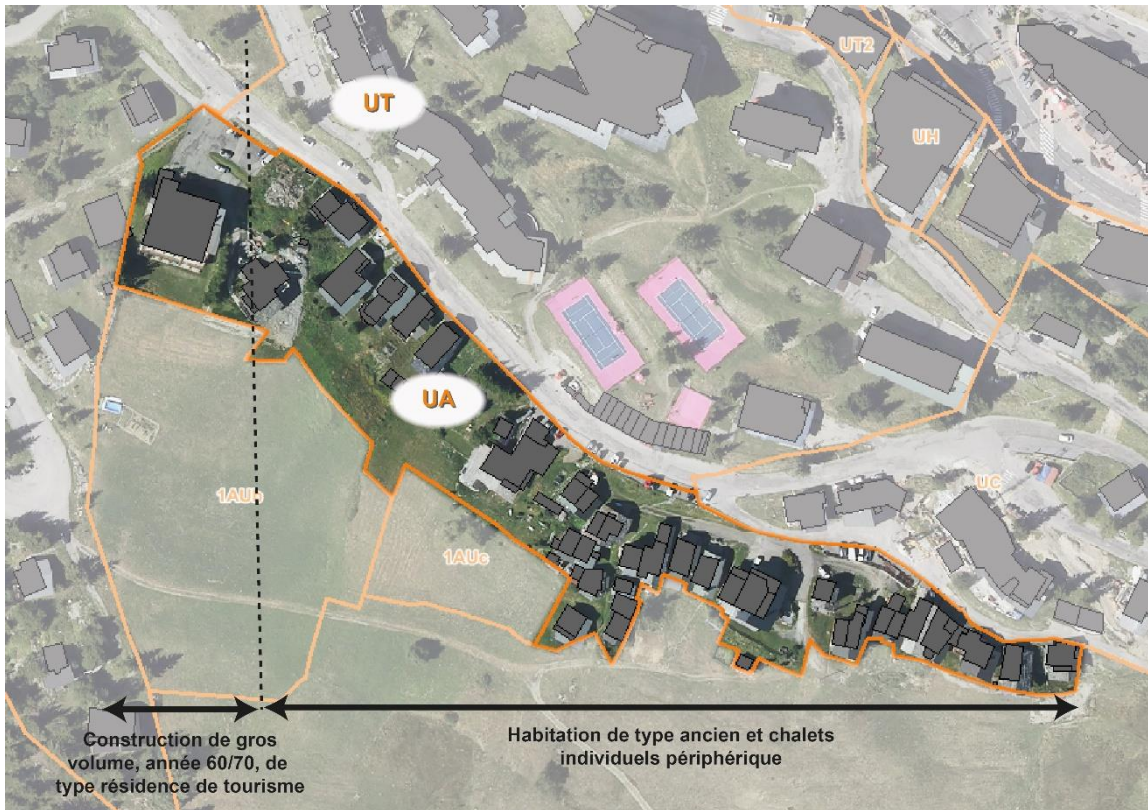 UT2
UT
UH
UA
1AUh
UC
1AUc
Construction de gros
volume, année 60/70, de
type résidence de tourisme
Habitation de type ancien et chalets
individuels périphérique